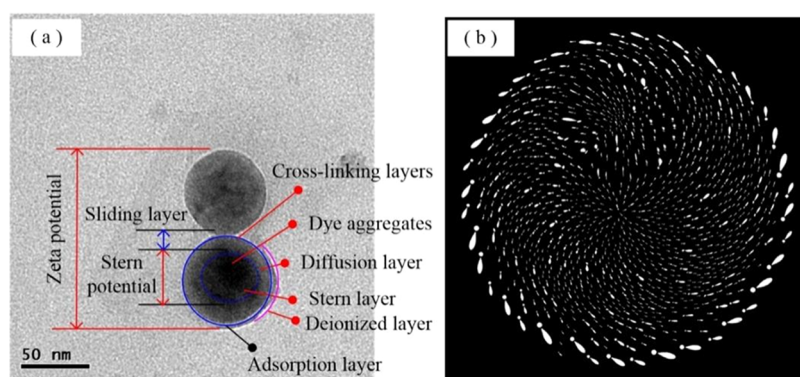 ( a )
( b )
Zeta potential
Sliding layer
Stern
potential
Cross-linking layers
Dye aggregates
Diffusion layer
Stern layer
Deionized layer
Adsorption layer
50 nm